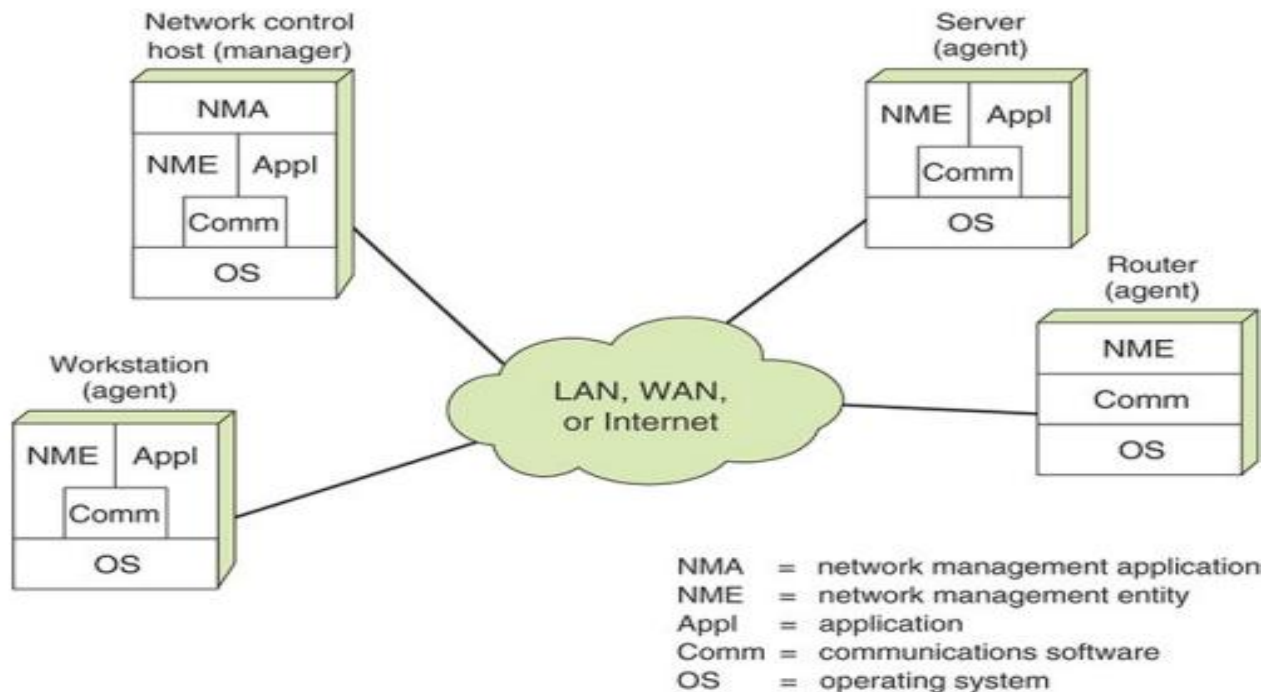 Network control
host (manager)
NMA
NME
Appl
Comm
OS
Server
(agent)
NME
Appl
Comm
OS
Router
(agent)
NME
Comm
OS
Workstation
(agent)
NME
Appl
Comm
OS
LAN, WAN,
or Internet
NMA = network management application
NME = network management entity
Appl = application
Comm = communications software
OS = operating system